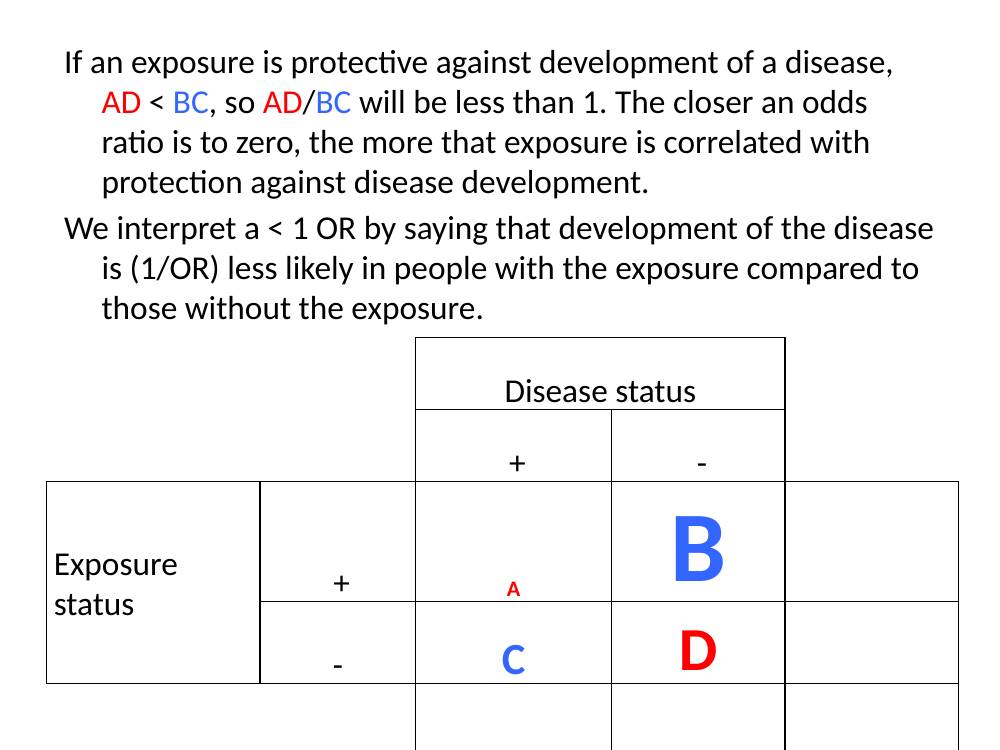 If an exposure is protective against development of a disease,
AD < BC, so AD/BC will be less than 1. The closer an odds
ratio is to zero, the more that exposure is correlated with
protection against disease development.
We interpret a < 1 OR by saying that development of the disease
is (1/OR) less likely in people with the exposure compared to
those without the exposure.
Disease status
+ -
Exposure
status
+ A B
- C D